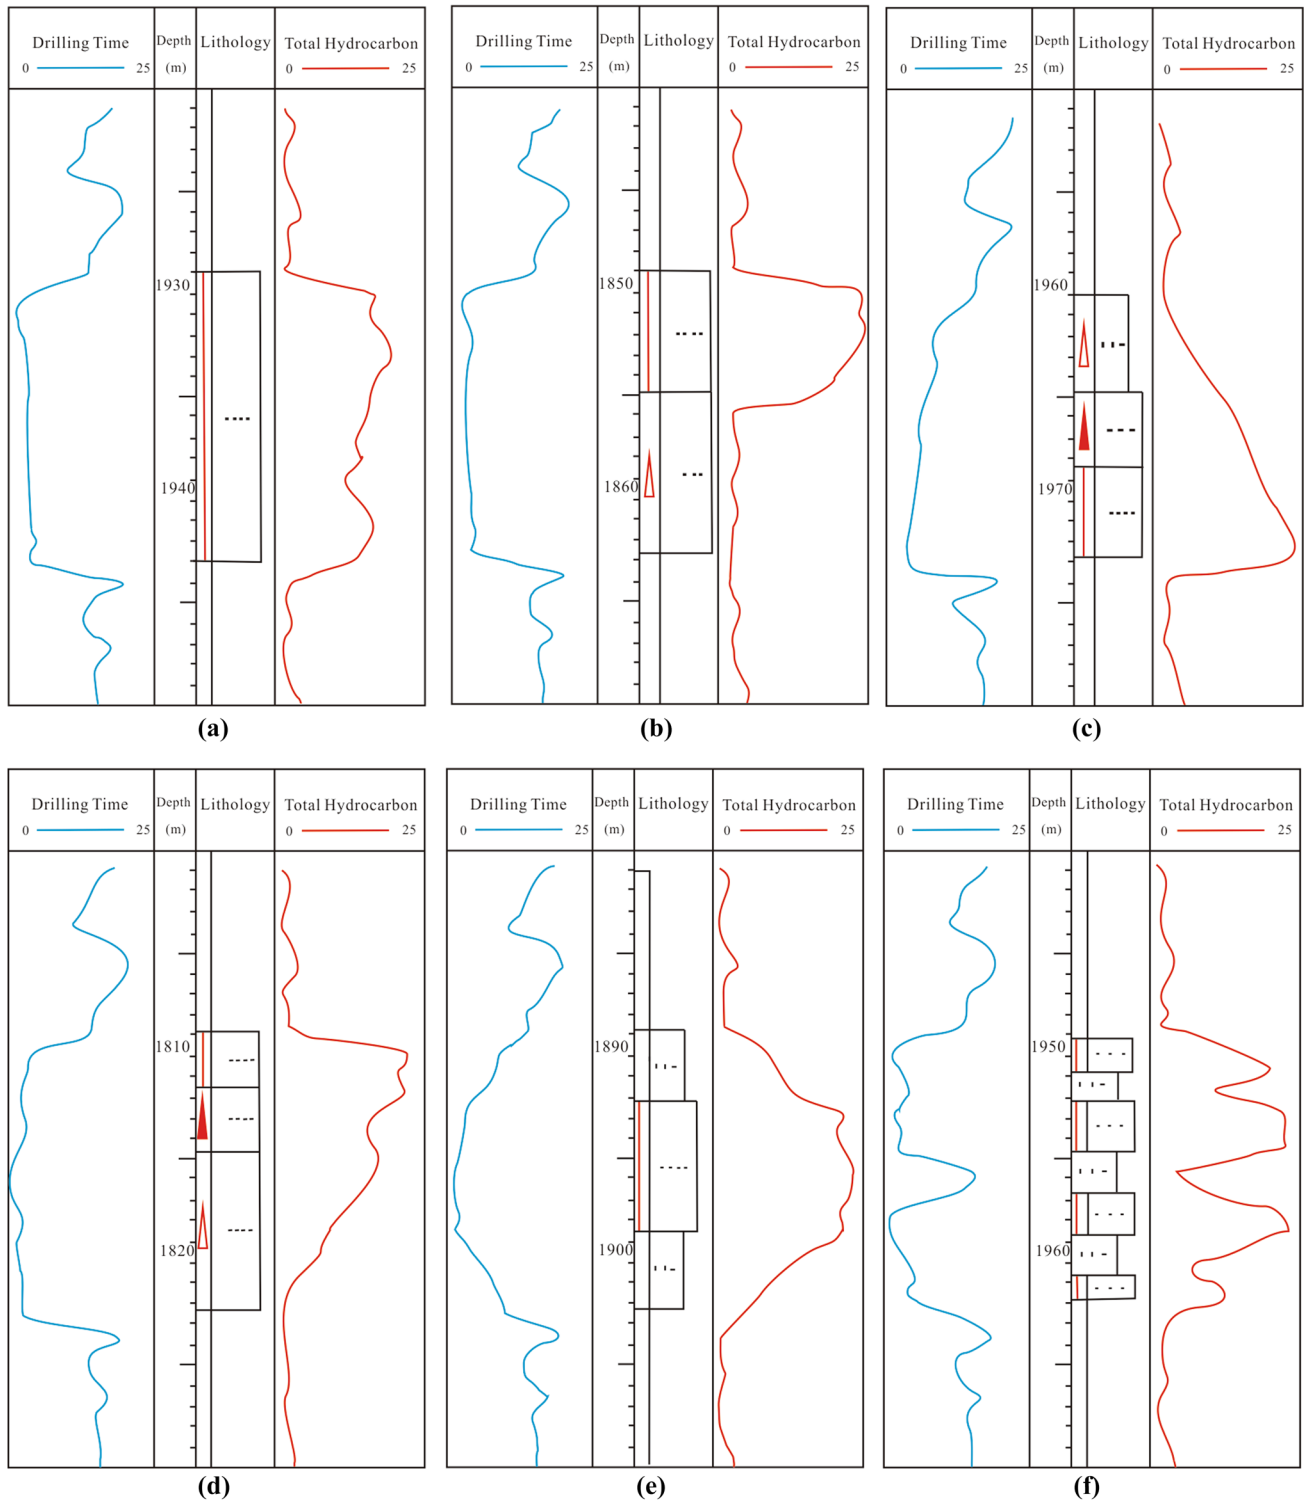 Drilling Time Depth Lithology Total Hydrocarbon
0 25 (m) 0 25
1930
1940
(a)
Drilling Time Depth Lithology Total Hydrocarbon
0 25 (m) 0 25
1850
1860
(b)
Drilling Time Depth Lithology Total Hydrocarbon
0 25 (m) 0 25
1960
1970
(c)
Drilling Time Depth Lithology Total Hydrocarbon
0 25 (m) 0 25
1810
1820
(d)
Drilling Time Depth Lithology Total Hydrocarbon
0 25 (m) 0 25
1890
1900
(e)
Drilling Time Depth Lithology Total Hydrocarbon
0 25 (m) 0 25
1950
1960
(f)